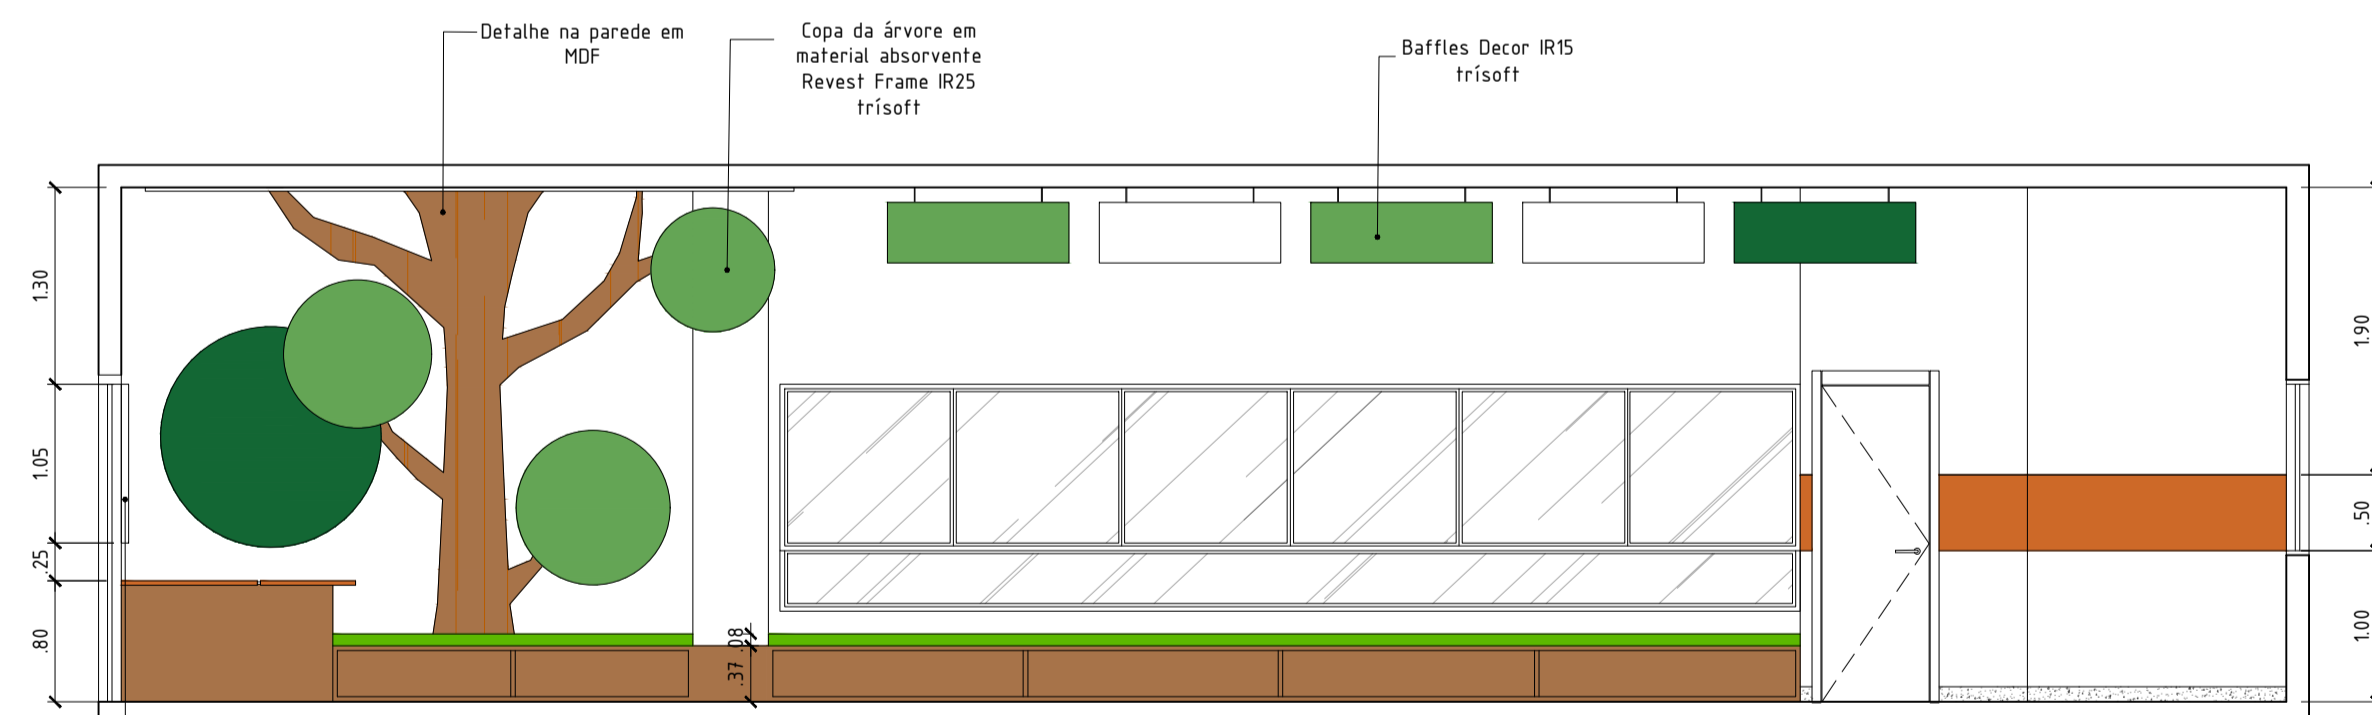 Detalhe na parede em
MDF
Copa da árvore em
material absorvente
Revest Frame IR25
trísoft
Baffles Decor IR15
trísoft
1.30
1.05
.25
.80
.08
.37
1.90
.50
1.00